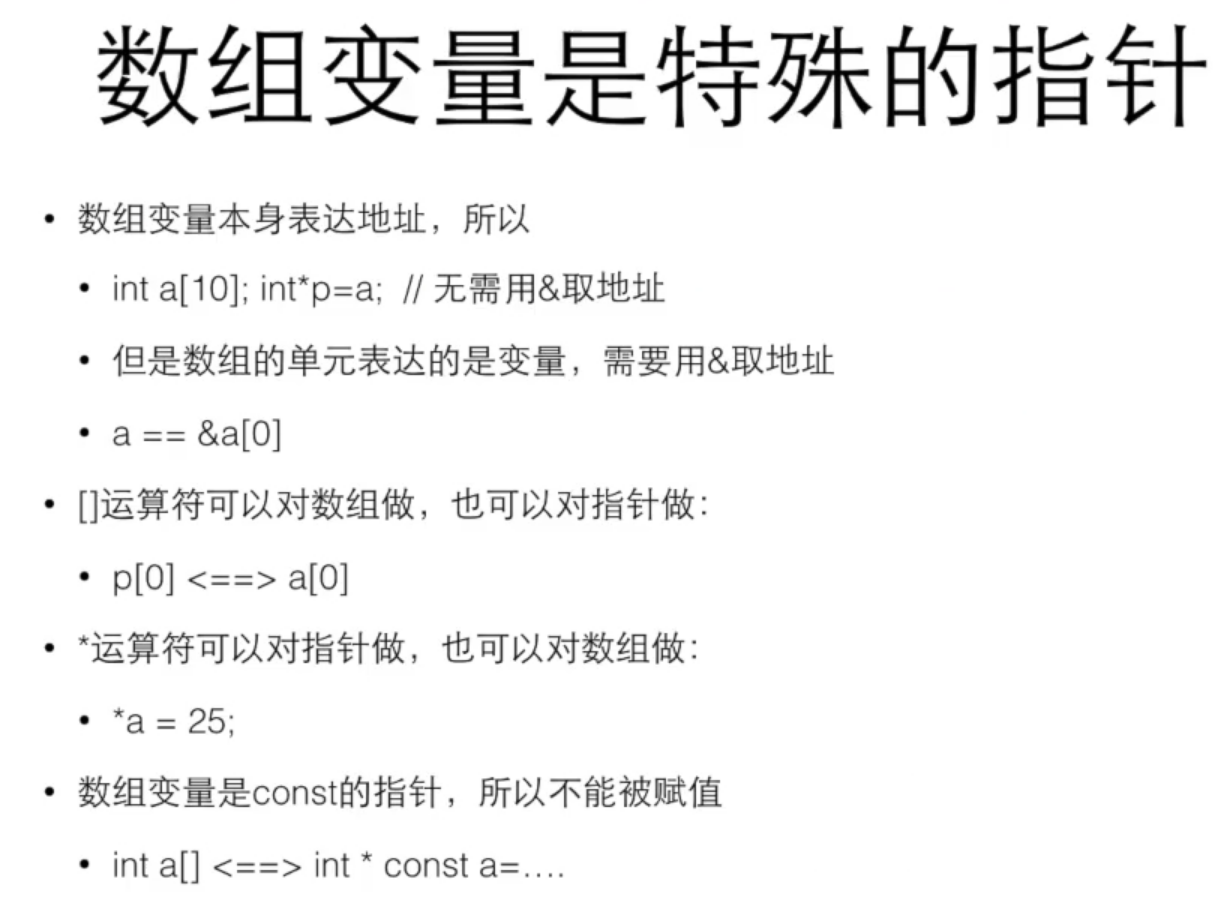 数组变量是特殊的指针
• 数组变量本身表达地址，所以
• int a[10]; int*p=a; // 无需用&取地址
• 但是数组的单元表达的是变量，需要用&取地址
• a == &a[0]
• []运算符可以对数组做，也可以对指针做：
• p[0] <==> a[0]
• *运算符可以对指针做，也可以对数组做：
• *a = 25;
• 数组变量是const的指针，所以不能被赋值
• int a[] <==> int * const a=….